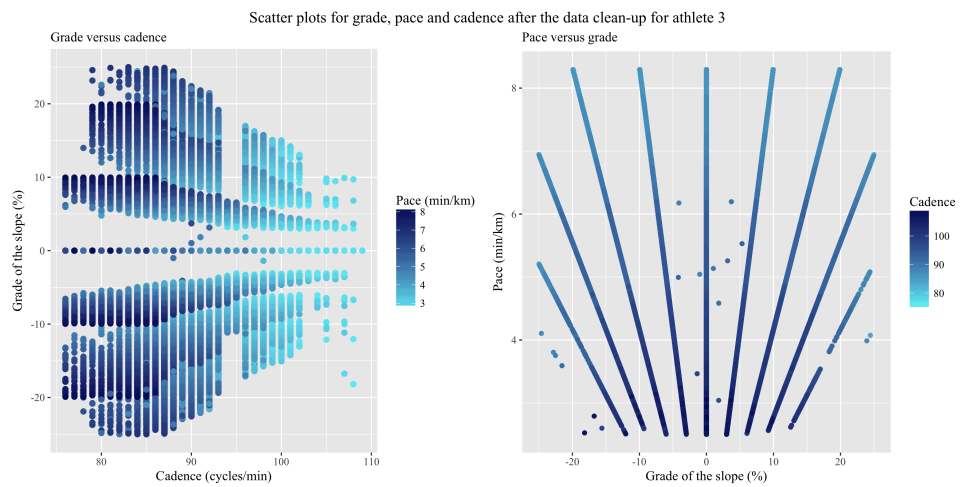 Scatter plots for grade, pace and cadence after the data clean-up for athlete 3
Grade versus cadence
Grade of the slope (%)
20
10
0
-10
-20
80
90
100
110
Cadence (cycles/min)
Pace (min/km)
8
7
6
5
4
3
Pace versus grade
Pace (min/km)
8
6
4
-20
-10
0
10
20
Grade of the slope (%)
Cadence
100
90
80